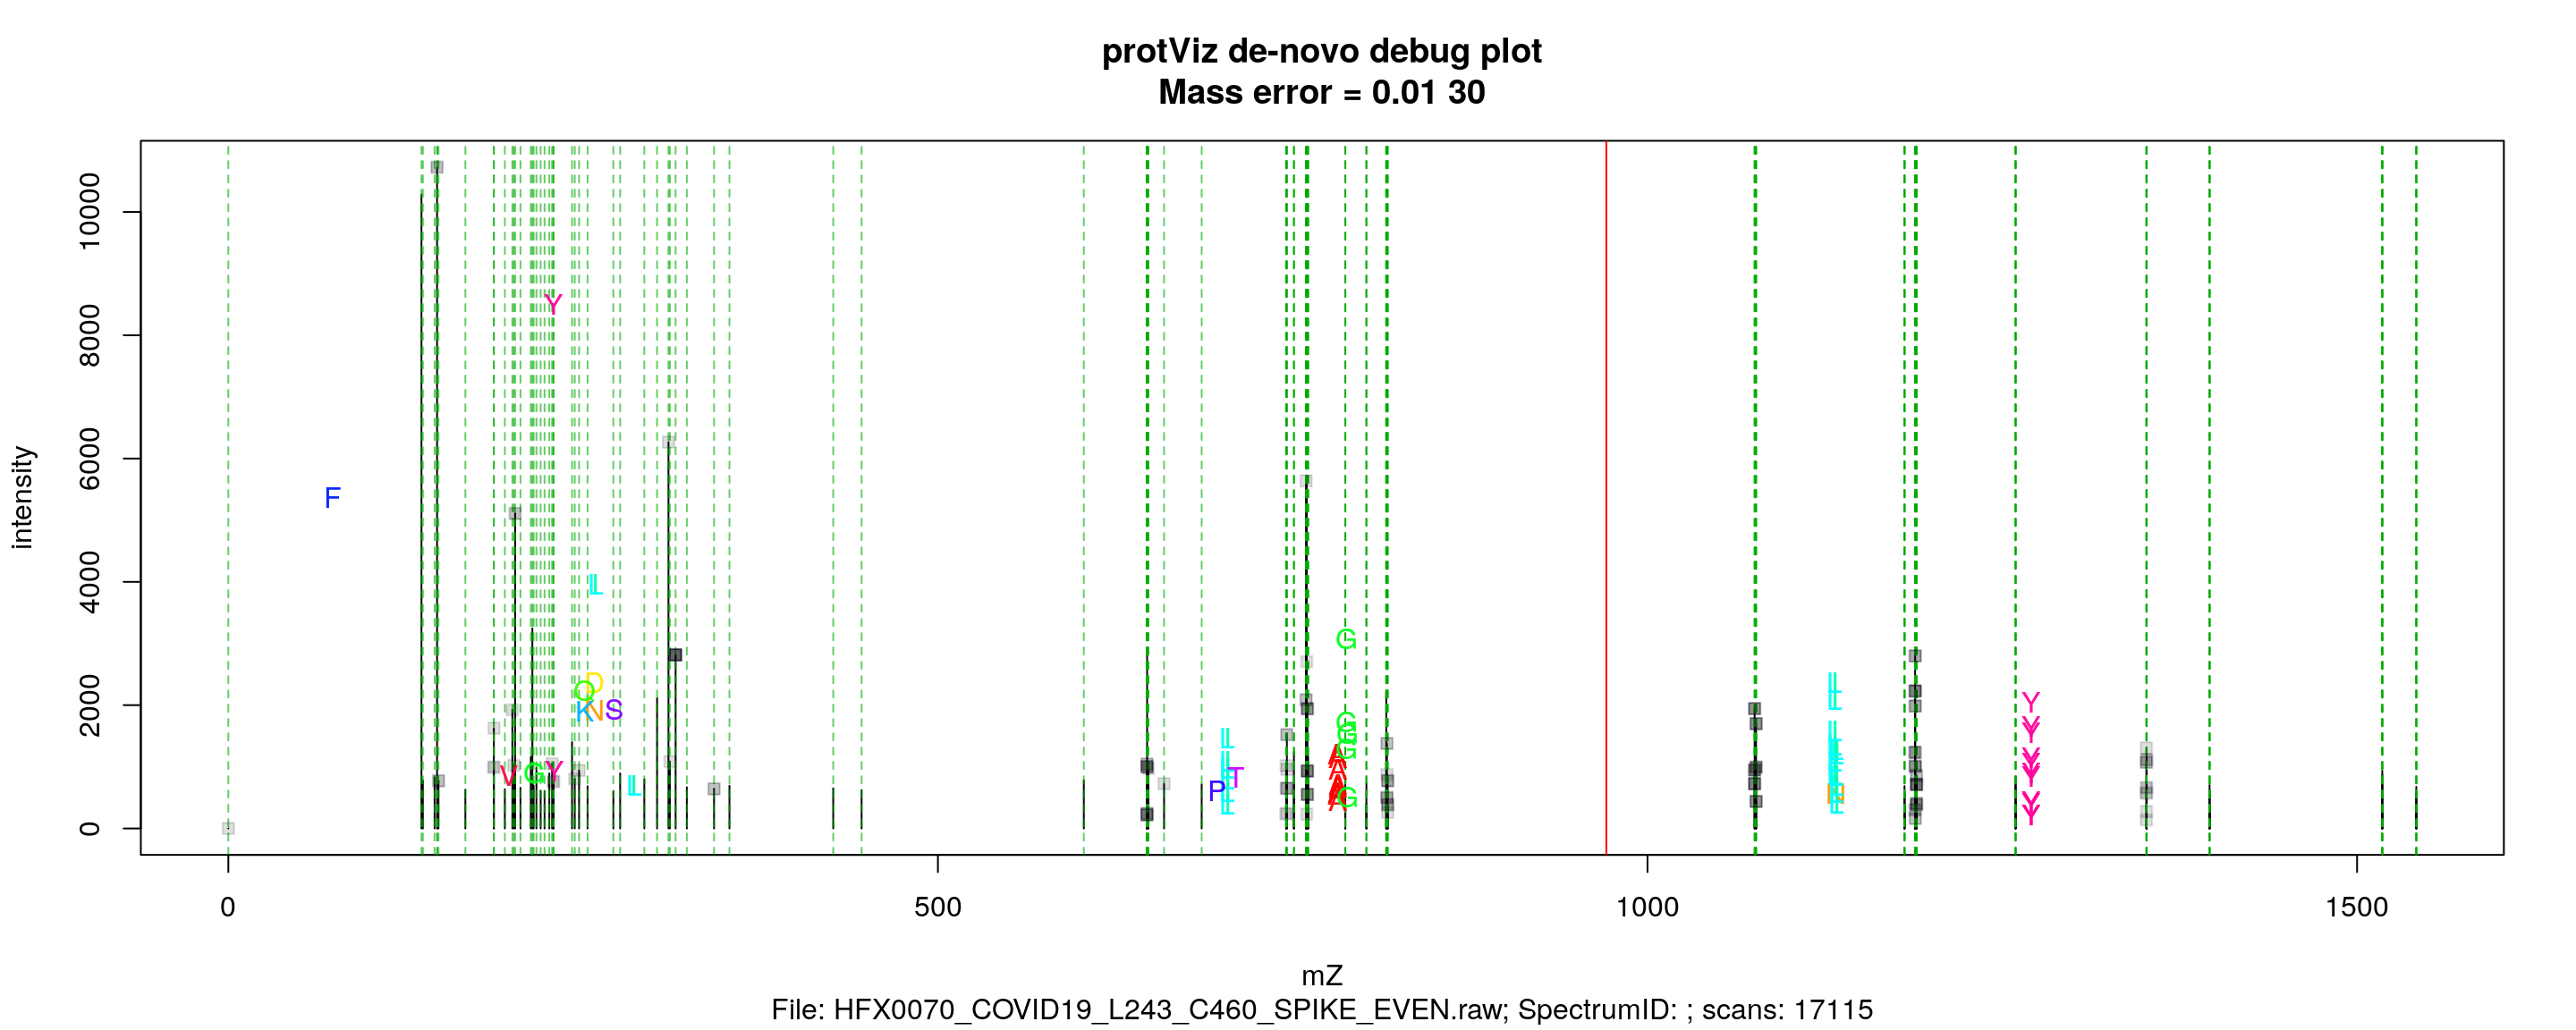 protViz de-novo debug plot
Mass error = 0.01 30
intensity
10000
8000
6000
4000
2000
0
Y
F
L
D
Q
K N S
V G Y L
G
G
G
G
G
A
A
A
A
L
L
L
P T
L
L
L
L
L
Y
Y
Y
Y
Y
Y
0 500 1000 1500
mZ
File: HFX0070_COVID19_L243_C460_SPIKE_EVEN.raw; SpectrumID: ; scans: 17115